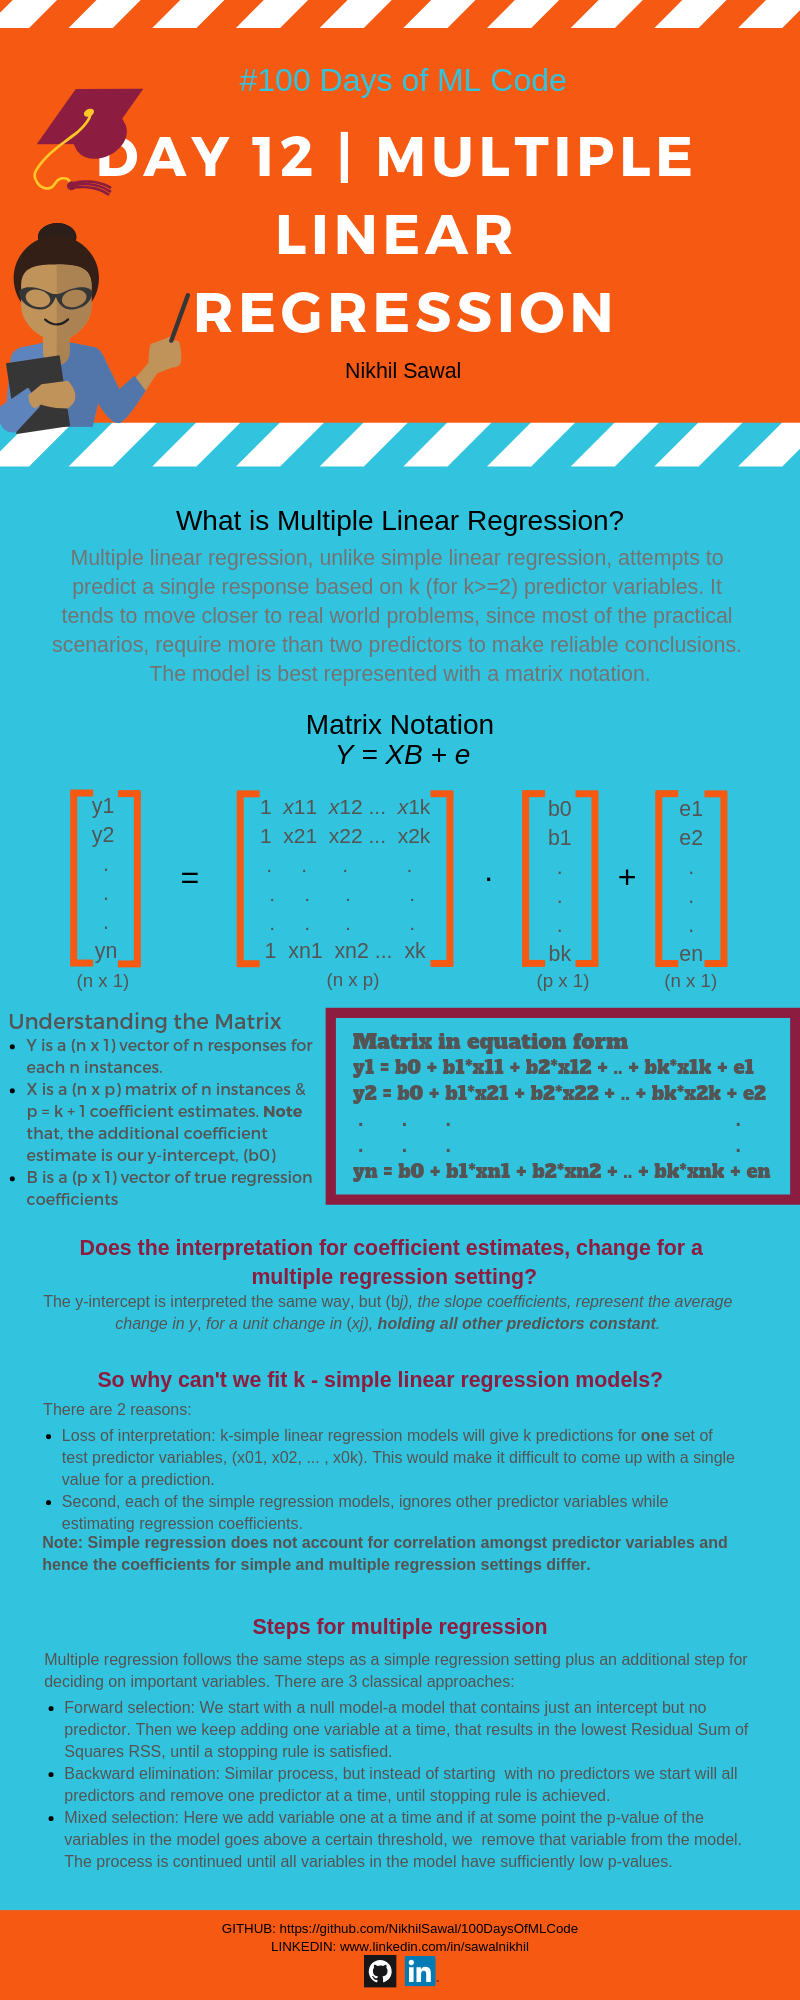 #100 Days of ML Code
DAY 12 | MULTIPLE
LINEAR
REGRESSION
Nikhil Sawal
What is Multiple Linear Regression?
Multiple linear regression, unlike simple linear regression, attempts to
predict a single response based on k (for k>=2) predictor variables. It
tends to move closer to real world problems, since most of the practical
scenarios, require more than two predictors to make reliable conclusions.
The model is best represented with a matrix notation.
Matrix Notation
Y = XB + e
y1 1 x11 x12 ... x1k b0 e1
y2 1 x21 x22 ... x2k b1 e2
. . . . . . .
= . . . . . · . + .
. . . . . . .
yn 1 xn1 xn2 ... xk bk en
(n x 1) (n x p) (p x 1) (n x 1)
Understanding the Matrix
• Y is a (n x 1) vector of n responses for
each n instances.
• X is a (n x p) matrix of n instances &
p = k + 1 coefficient estimates. Note
that, the additional coefficient
estimate is our y-intercept, (b0)
• B is a (p x 1) vector of true regression
coefficients
Matrix in equation form
y1 = b0 + b1*x11 + b2*x12 + .. + bk*x1k + e1
y2 = b0 + b1*x21 + b2*x22 + .. + bk*x2k + e2
. . . .
. . . .
yn = b0 + b1*xn1 + b2*xn2 + .. + bk*xnk + en
Does the interpretation for coefficient estimates, change for a
multiple regression setting?
The y-intercept is interpreted the same way, but (bj), the slope coefficients, represent the average
change in y, for a unit change in (xj), holding all other predictors constant.
So why can't we fit k - simple linear regression models?
There are 2 reasons:
• Loss of interpretation: k-simple linear regression models will give k predictions for one set of
test predictor variables, (x01, x02, ... , x0k). This would make it difficult to come up with a single
value for a prediction.
• Second, each of the simple regression models, ignores other predictor variables while
estimating regression coefficients.
Note: Simple regression does not account for correlation amongst predictor variables and
hence the coefficients for simple and multiple regression settings differ.
Steps for multiple regression
Multiple regression follows the same steps as a simple regression setting plus an additional step for
deciding on important variables. There are 3 classical approaches:
• Forward selection: We start with a null model-a model that contains just an intercept but no
predictor. Then we keep adding one variable at a time, that results in the lowest Residual Sum of
Squares RSS, until a stopping rule is satisfied.
• Backward elimination: Similar process, but instead of starting with no predictors we start will all
predictors and remove one predictor at a time, until stopping rule is achieved.
• Mixed selection: Here we add variable one at a time and if at some point the p-value of the
variables in the model goes above a certain threshold, we remove that variable from the model.
The process is continued until all variables in the model have sufficiently low p-values.
GITHUB: https://github.com/NikhilSawal/100DaysOfMLCode
LINKEDIN: www.linkedin.com/in/sawalnikhil
in